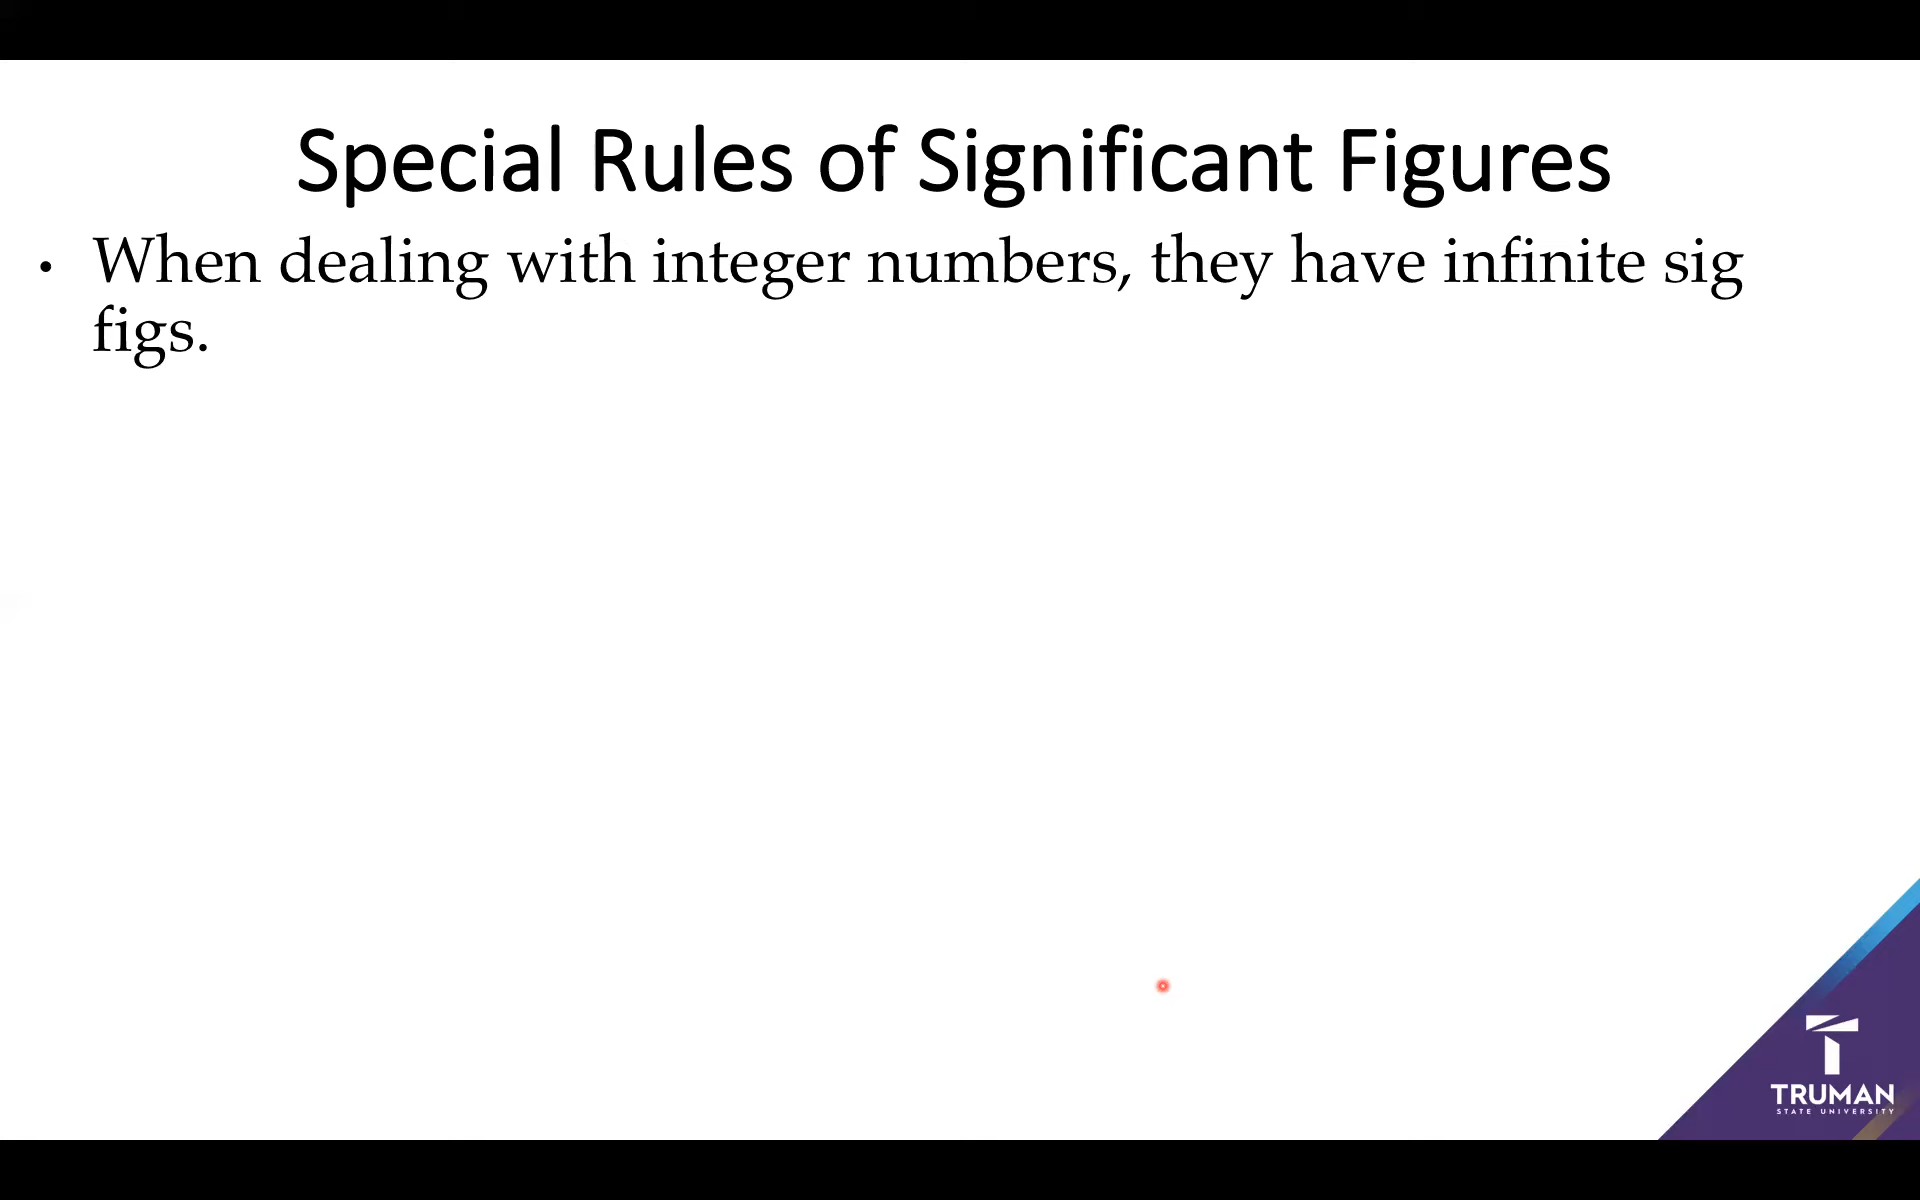 Special Rules of Significant Figures
• When dealing with integer numbers, they have infinite sig
figs.
TRUMAN
STATE UNIVERSITY